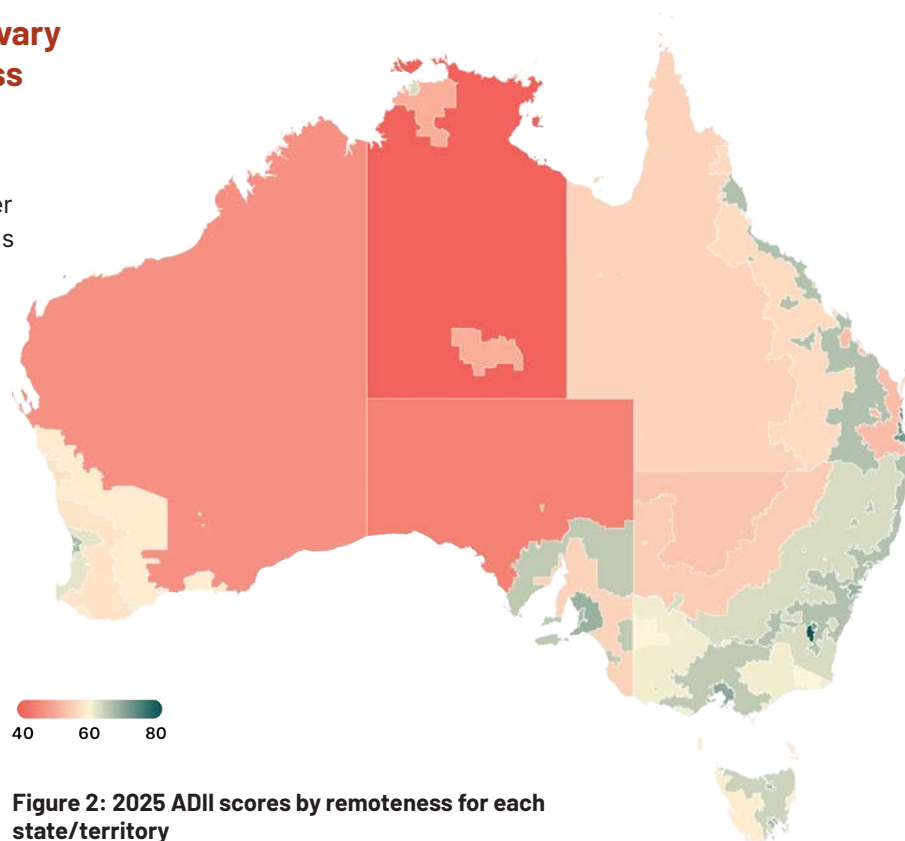 vary
ss
er
s
40 60 80
Figure 2: 2025 ADII scores by remoteness for each
state/territory